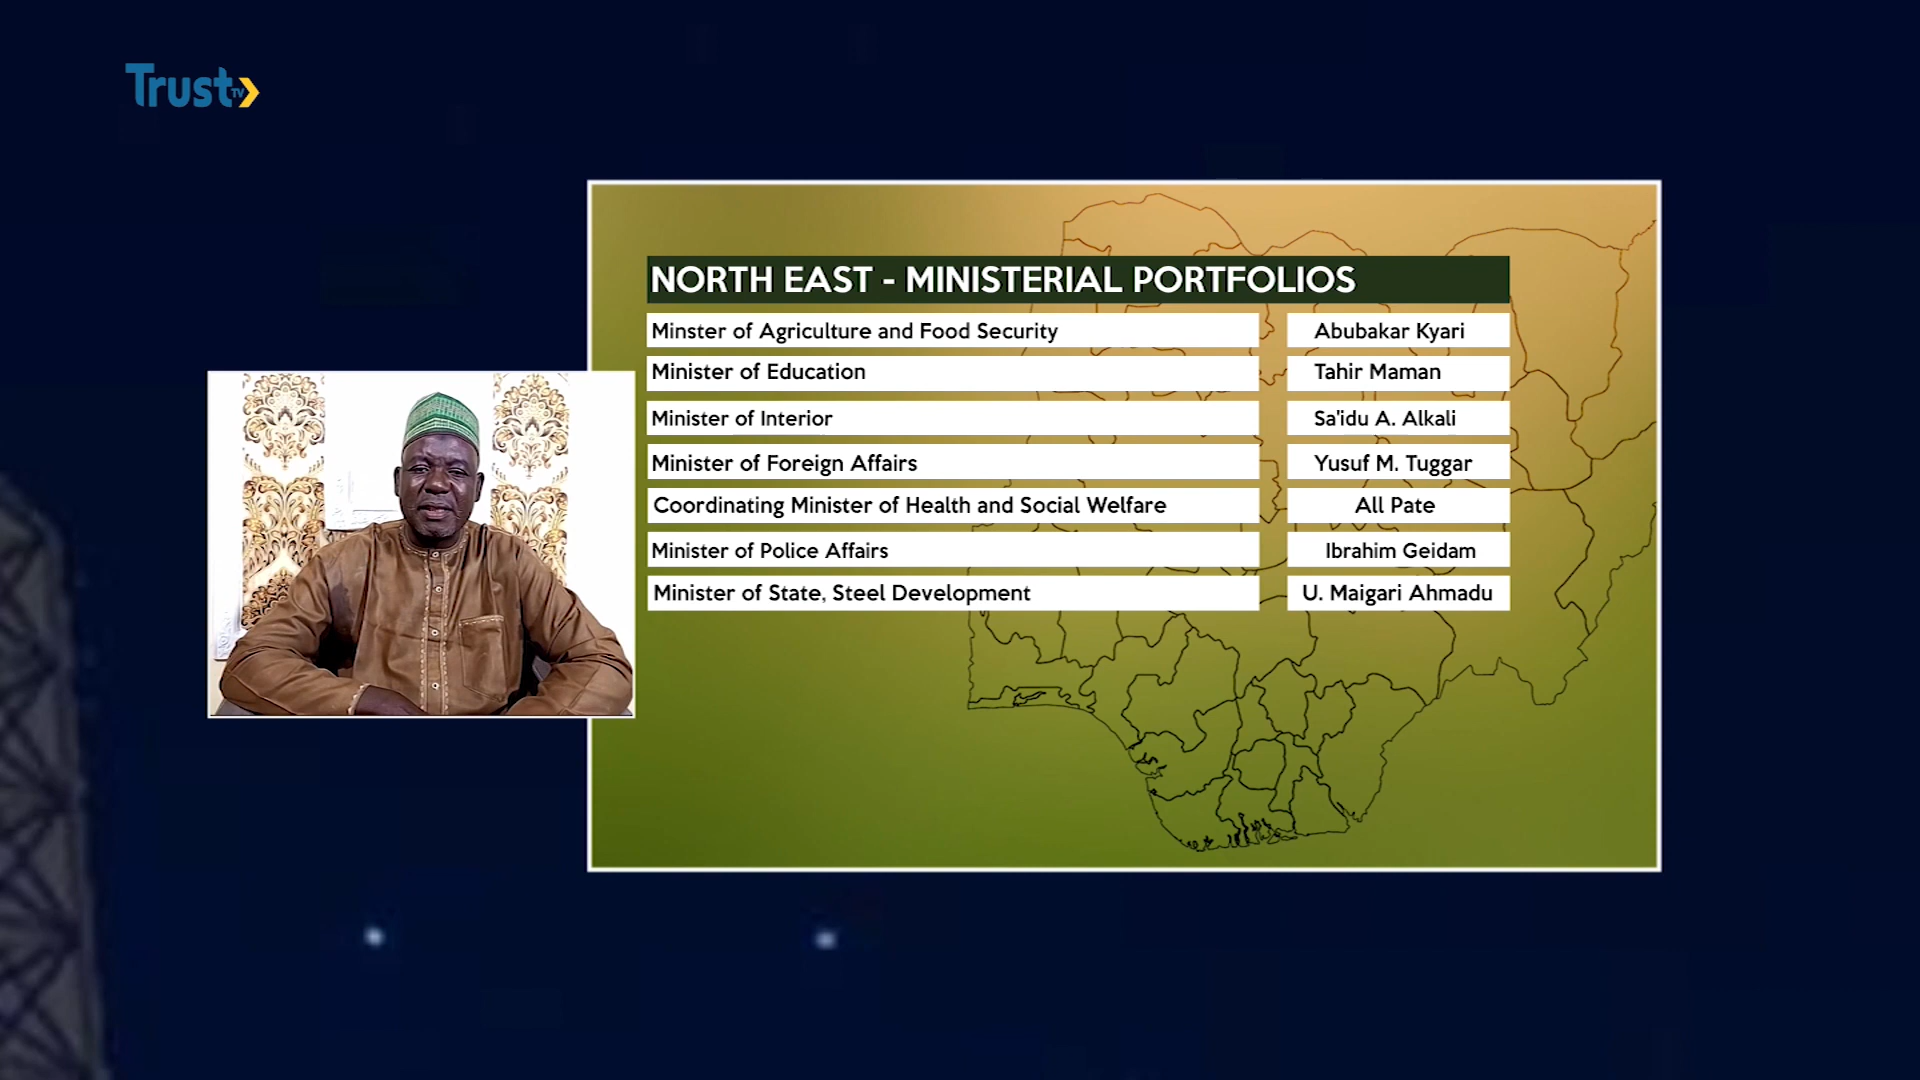 Trust TV
NORTH EAST - MINISTERIAL PORTFOLIOS
Minster of Agriculture and Food Security Abubakar Kyari
Minister of Education Tahir Maman
Minister of Interior Sa'idu A. Alkali
Minister of Foreign Affairs Yusuf M. Tuggar
Coordinating Minister of Health and Social Welfare All Pate
Minister of Police Affairs Ibrahim Geidam
Minister of State, Steel Development U. Maigari Ahmadu